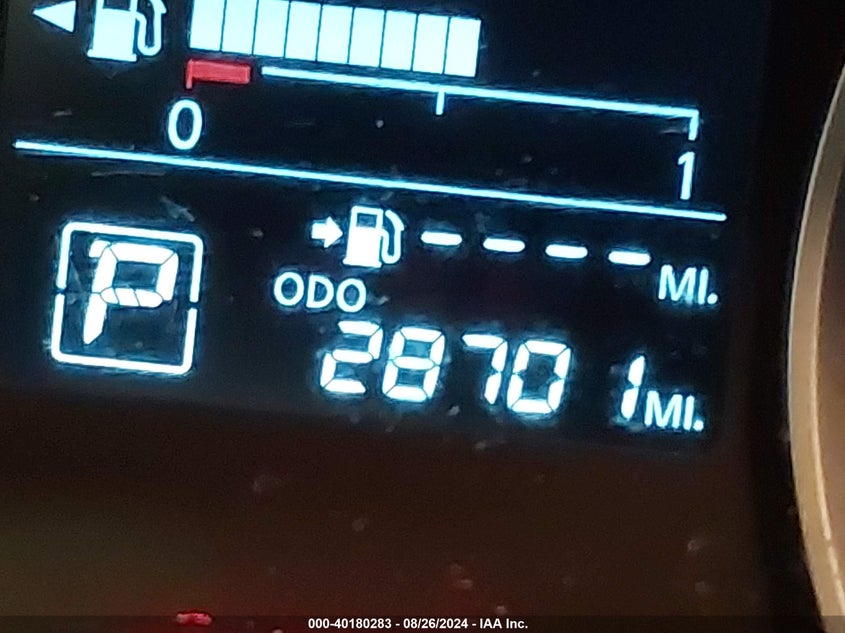 0
1
P
---- MI.
ODO
28701 MI.
000-40180283 - 08/26/2024 - IAA Inc.